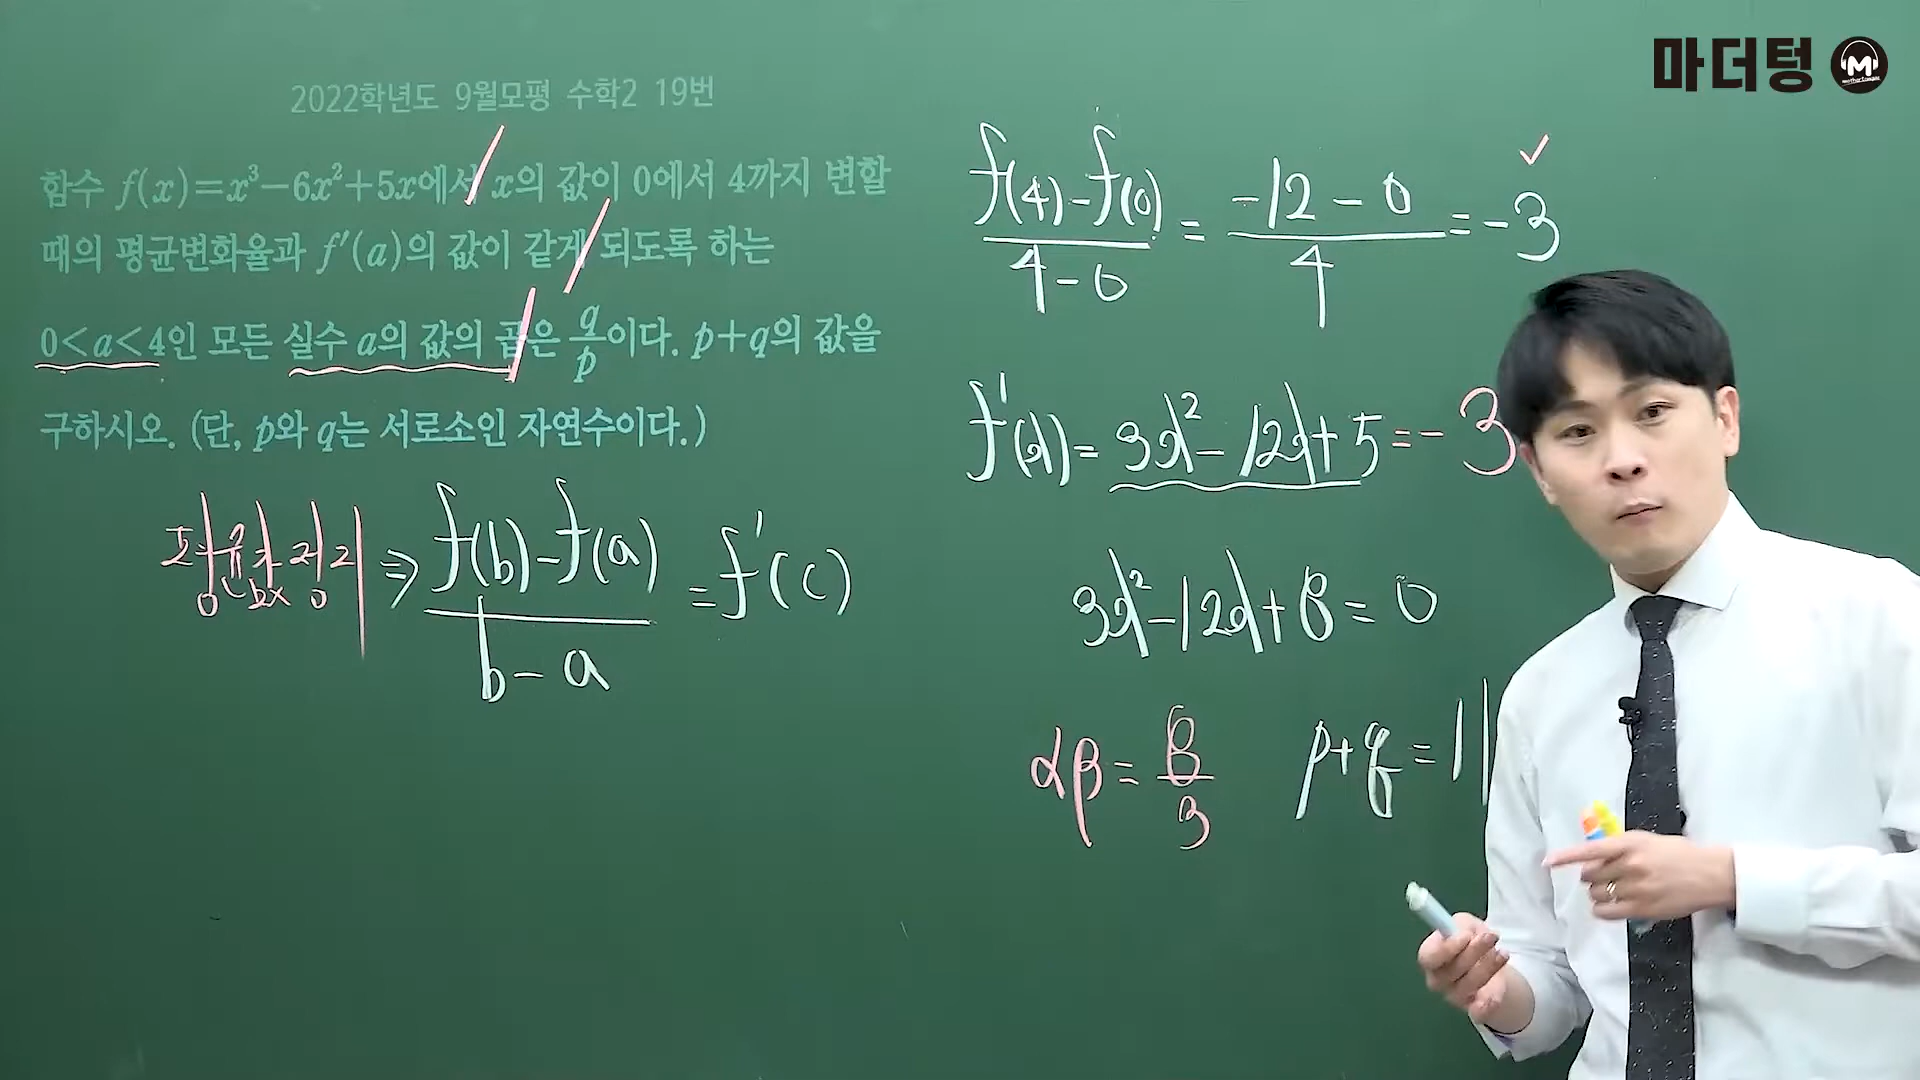 마더텅
2022학년도 9월모평 수학2 19번
함수 f(x)=x³-6x²+5x에서 x의 값이 0에서 4까지 변할
때의 평균변화율과 f′(a)의 값이 같게 되도록 하는
0<a<4인 모든 실수 a의 값의 곱은 q/p이다. p+q의 값을
구하시오. (단, p와 q는 서로소인 자연수이다.)
평균값 정리 ⇒ (f(b)-f(a))/(b-a) = f′(c)
(f(4)-f(0))/(4-0) = (-12-0)/4 = -3
f′(a) = 3a²-12a+5 = -3
3a²-12a+8=0
αβ = 8/3
p+q=11